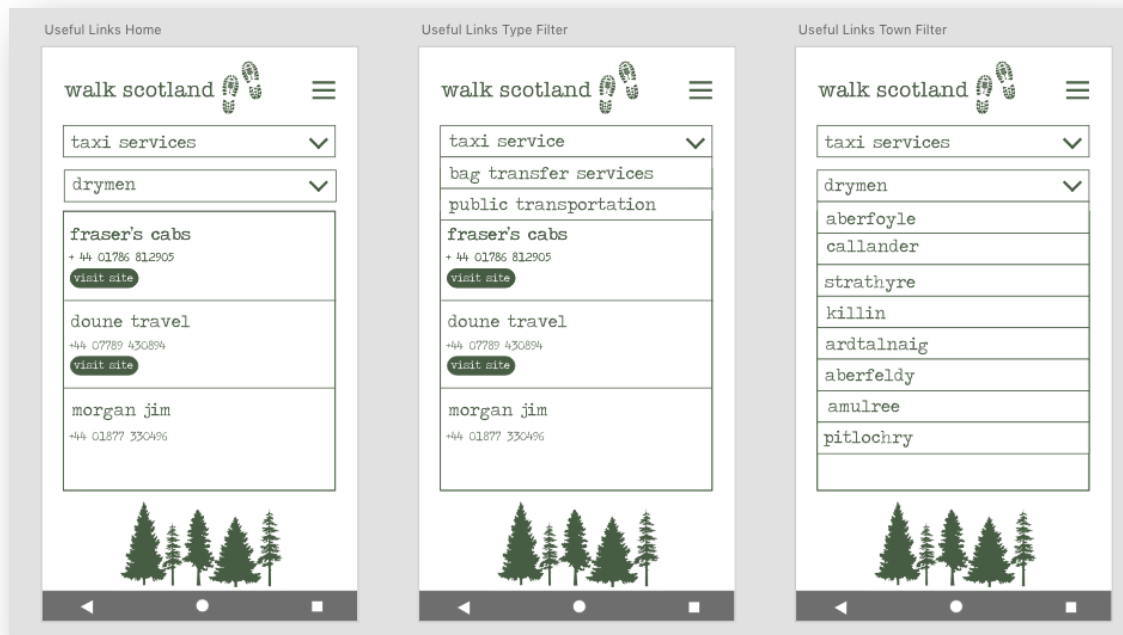 Useful Links Home
walk scotland
taxi services
drymen
fraser's cabs
+ 44 01786 812905
visit site
doune travel
+44 07789 430894
visit site
morgan jim
+44 01877 330496
Useful Links Type Filter
walk scotland
taxi service
bag transfer services
public transportation
fraser's cabs
+ 44 01786 812905
visit site
doune travel
+44 07789 430894
visit site
morgan jim
+44 01877 330496
Useful Links Town Filter
walk scotland
taxi services
drymen
aberfoyle
callander
strathyre
killin
ardtalnaig
aberfeldy
amulree
pitlochry